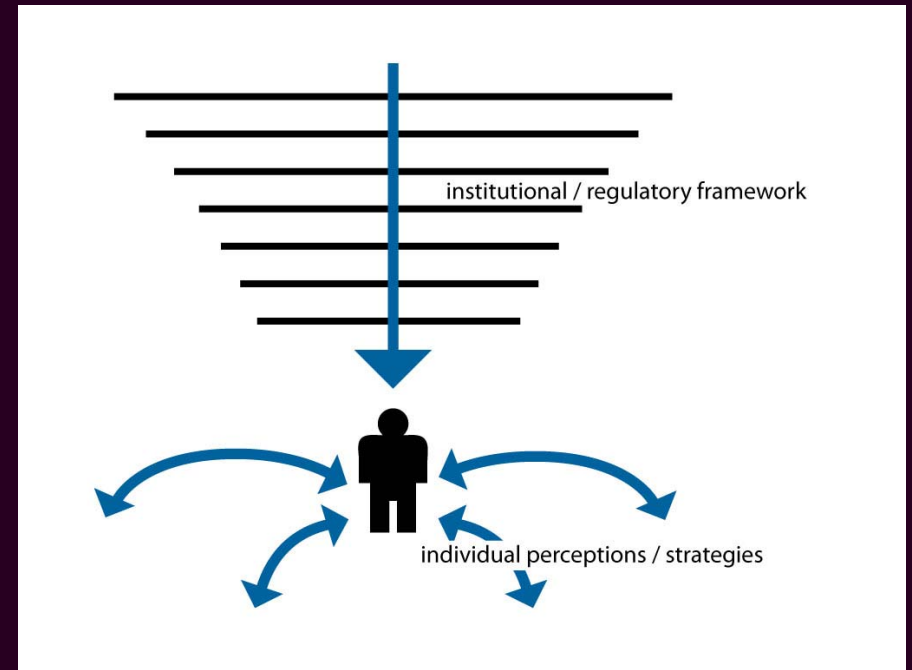 institutional / regulatory framework
individual perceptions / strategies